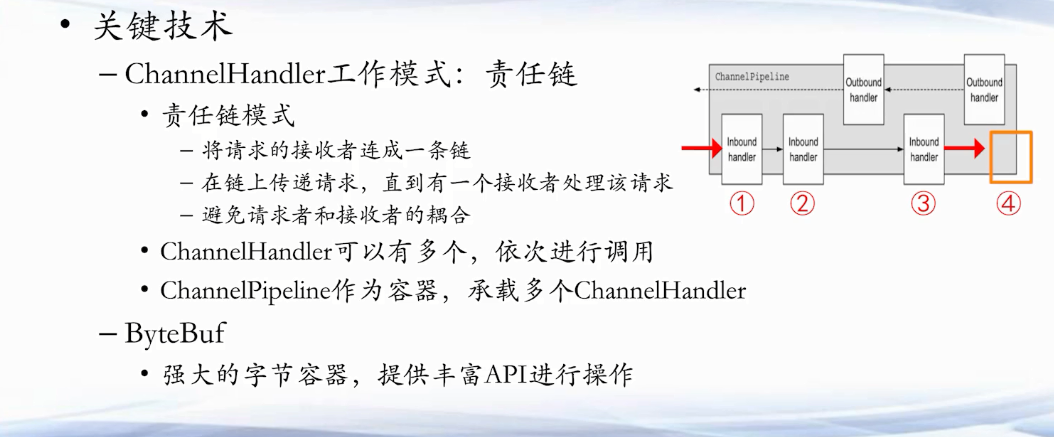 • 关键技术
– ChannelHandler工作模式：责任链
• 责任链模式
– 将请求的接收者连成一条链
– 在链上传递请求，直到有一个接收者处理该请求
– 避免请求者和接收者的耦合
• ChannelHandler可以有多个，依次进行调用
• ChannelPipeline作为容器，承载多个ChannelHandler
– ByteBuf
• 强大的字节容器，提供丰富API进行操作
ChannelPipeline
Outbound
handler
Outbound
handler
Inbound
handler
Inbound
handler
Inbound
handler
① ② ③ ④